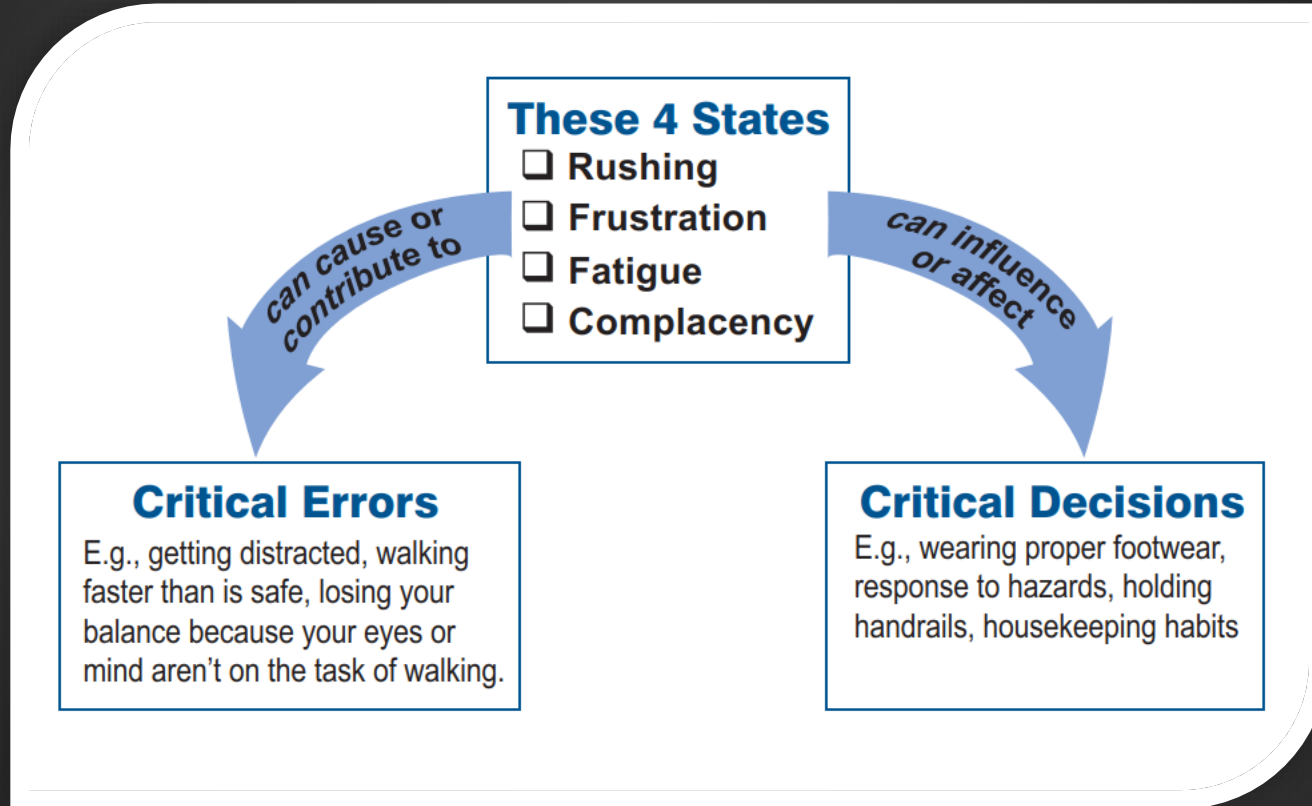 These 4 States
❑ Rushing
❑ Frustration
❑ Fatigue
❑ Complacency
can cause or
contribute to
can influence
or affect
Critical Errors
E.g., getting distracted, walking
faster than is safe, losing your
balance because your eyes or
mind aren't on the task of walking.
Critical Decisions
E.g., wearing proper footwear,
response to hazards, holding
handrails, housekeeping habits